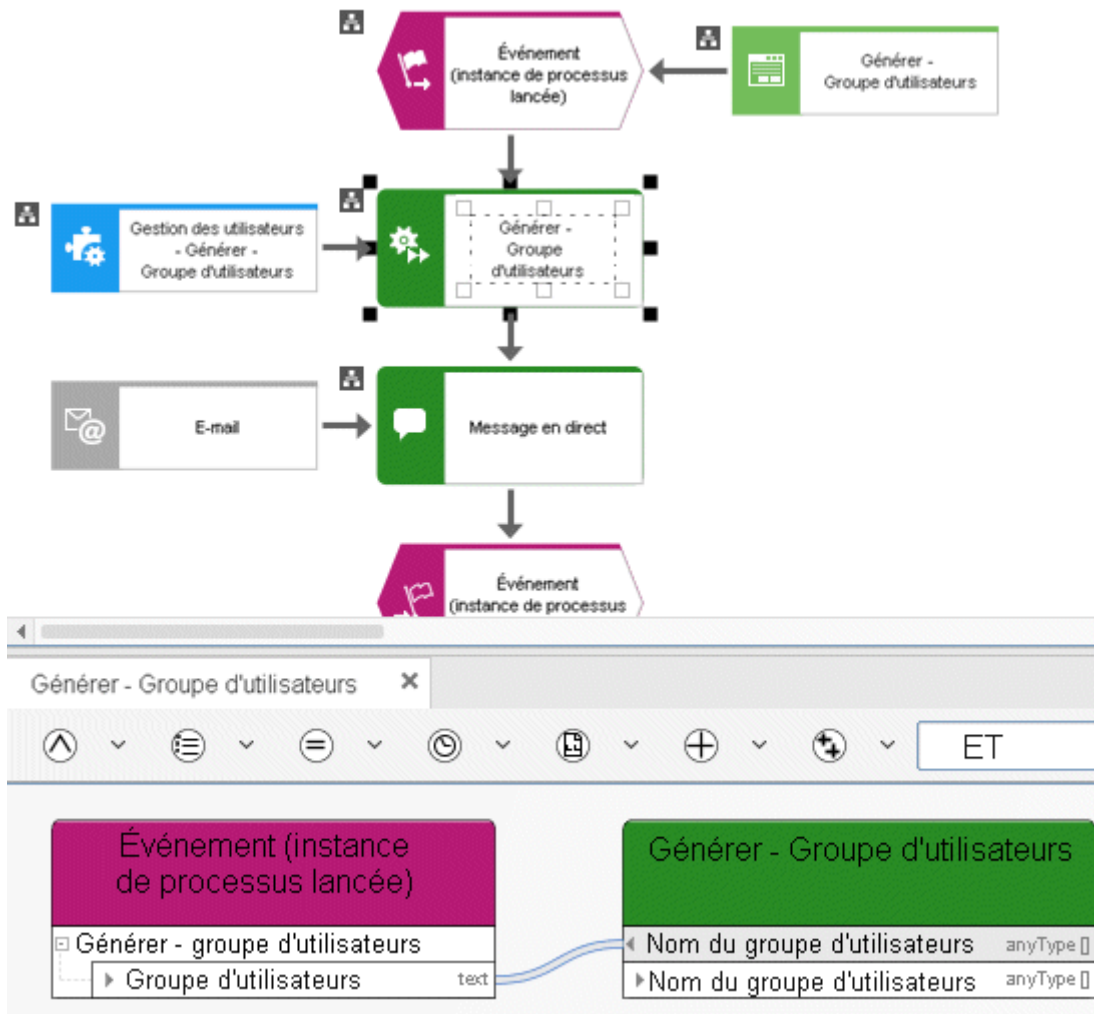 Événement
(instance de processus
lancée)
Générer -
Groupe d'utilisateurs
Gestion des utilisateurs
- Générer -
Groupe d'utilisateurs
Générer -
Groupe
d'utilisateurs
E-mail
Message en direct
Événement
(instance de processus
Générer - Groupe d'utilisateurs
ET
Événement (instance
de processus lancée)
Générer - groupe d'utilisateurs
Groupe d'utilisateurs text
Générer - Groupe d'utilisateurs
Nom du groupe d'utilisateurs anyType []
Nom du groupe d'utilisateurs anyType []